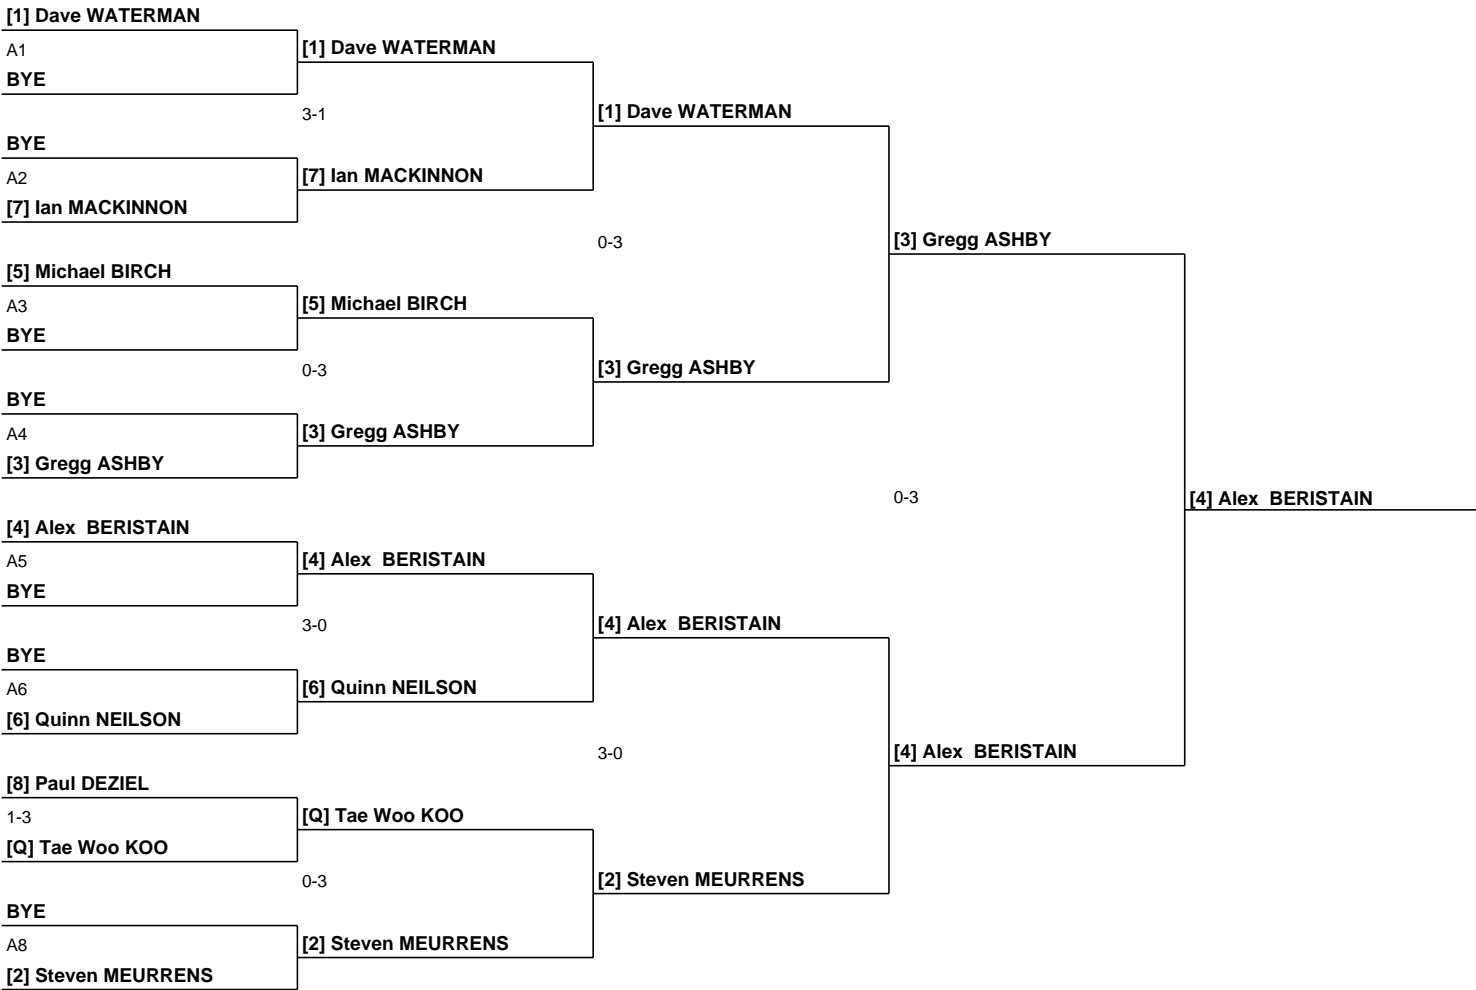 [1] Dave WATERMAN
A1
BYE
BYE
A2
[7] Ian MACKINNON
[5] Michael BIRCH
A3
BYE
BYE
A4
[3] Gregg ASHBY
[4] Alex  BERISTAIN
A5
BYE
BYE
A6
[6] Quinn NEILSON
[8] Paul DEZIEL
1-3
[Q] Tae Woo KOO
BYE
A8
[2] Steven MEURRENS
[1] Dave WATERMAN
3-1
[7] Ian MACKINNON
[5] Michael BIRCH
0-3
[3] Gregg ASHBY
[4] Alex  BERISTAIN
3-0
[6] Quinn NEILSON
[Q] Tae Woo KOO
0-3
[2] Steven MEURRENS
[1] Dave WATERMAN
0-3
[3] Gregg ASHBY
[4] Alex  BERISTAIN
3-0
[2] Steven MEURRENS
[3] Gregg ASHBY
0-3
[4] Alex  BERISTAIN
[4] Alex  BERISTAIN